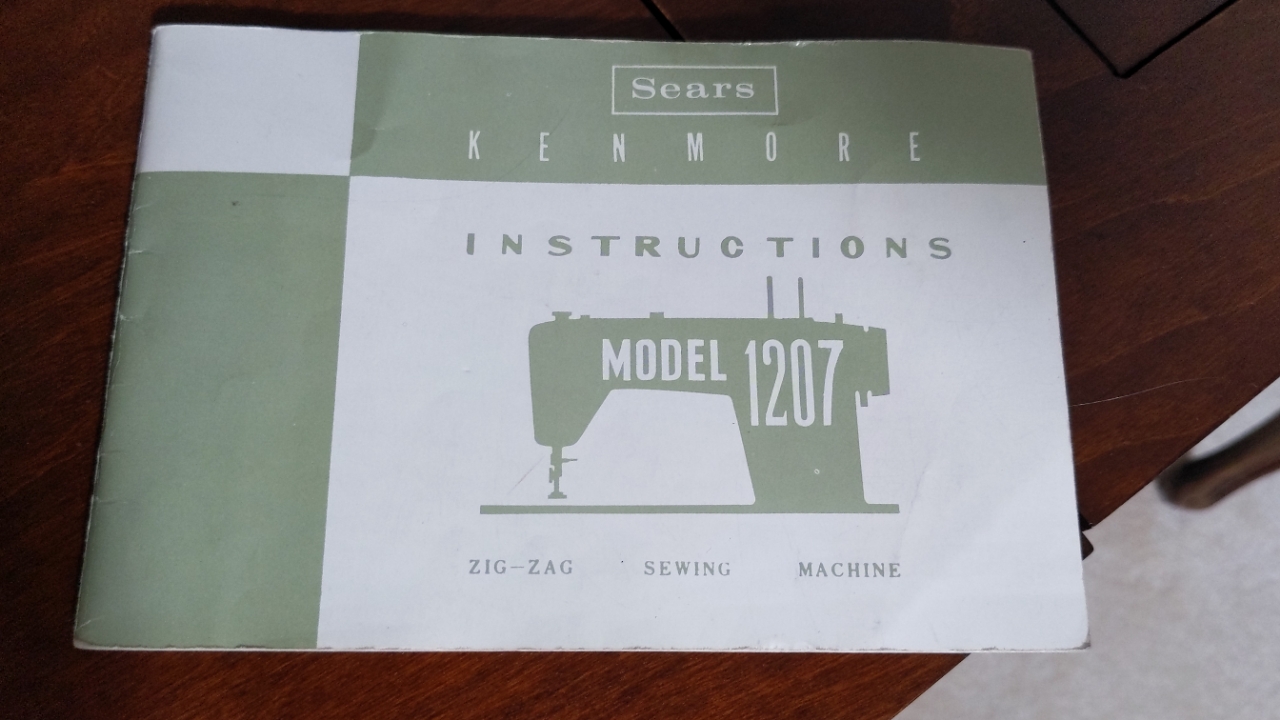 Sears
KENMORE
INSTRUCTIONS
MODEL 1207
ZIG-ZAG SEWING MACHINE